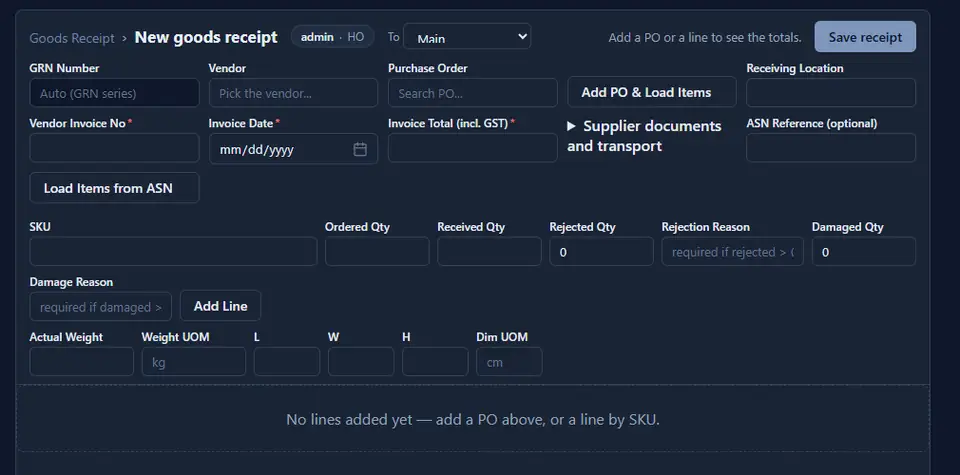 Goods Receipt › New goods receipt admin · HO To Main Add a PO or a line to see the totals. Save receipt
GRN Number Vendor Purchase Order Receiving Location
Auto (GRN series) Pick the vendor... Search PO... Add PO & Load Items
Vendor Invoice No * Invoice Date * Invoice Total (incl. GST) * ▶ Supplier documents and transport ASN Reference (optional)
mm/dd/yyyy
Load Items from ASN
SKU Ordered Qty Received Qty Rejected Qty Rejection Reason Damaged Qty
0 required if rejected > ( 0
Damage Reason
required if damaged > Add Line
Actual Weight Weight UOM L W H Dim UOM
kg cm
No lines added yet — add a PO above, or a line by SKU.